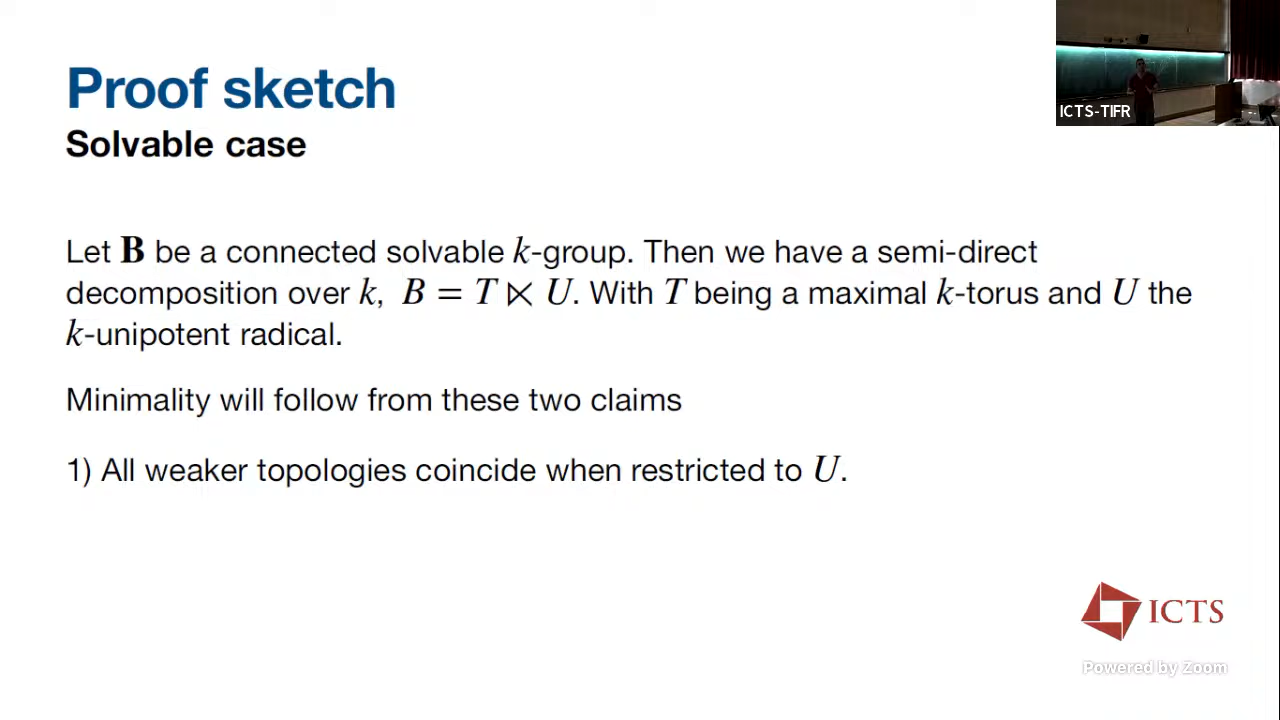 Proof sketch
Solvable case
ICTS-TIFR
Let B be a connected solvable k-group. Then we have a semi-direct
decomposition over k, B = T ⋉ U. With T being a maximal k-torus and U the
k-unipotent radical.
Minimality will follow from these two claims
1) All weaker topologies coincide when restricted to U.
ICTS
Powered by Zoom